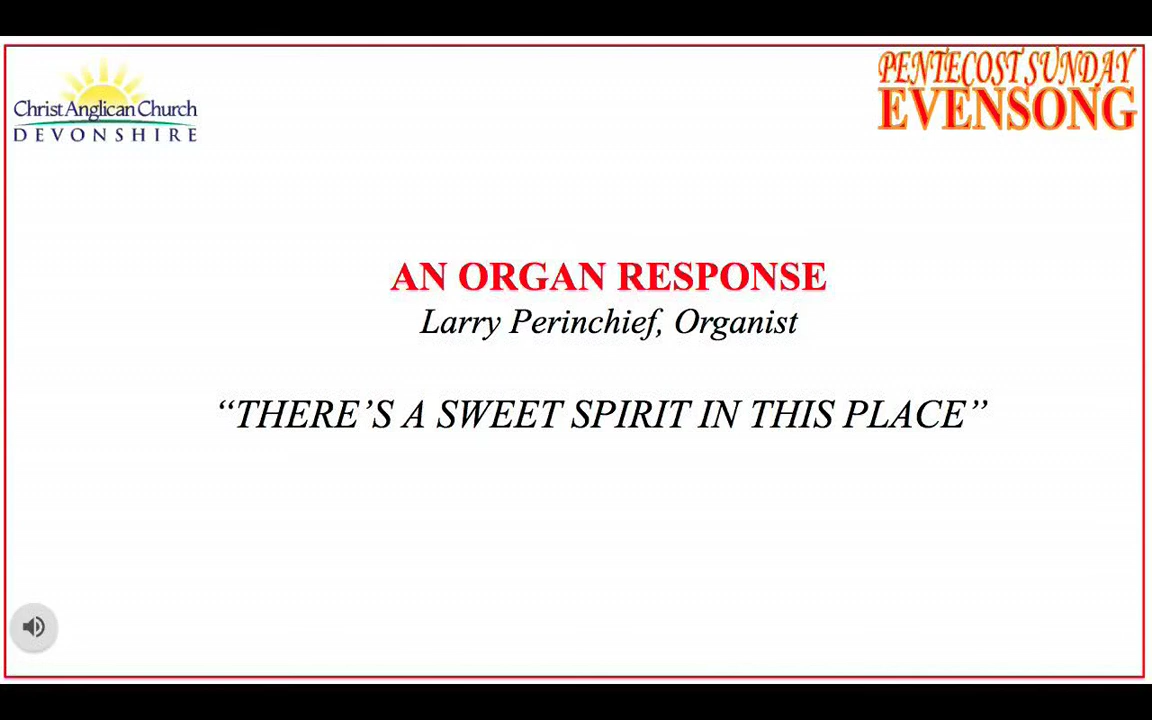 Christ Anglican Church
DEVONSHIRE
PENTECOST SUNDAY
EVENSONG
AN ORGAN RESPONSE
Larry Perinchief, Organist
“THERE’S A SWEET SPIRIT IN THIS PLACE”